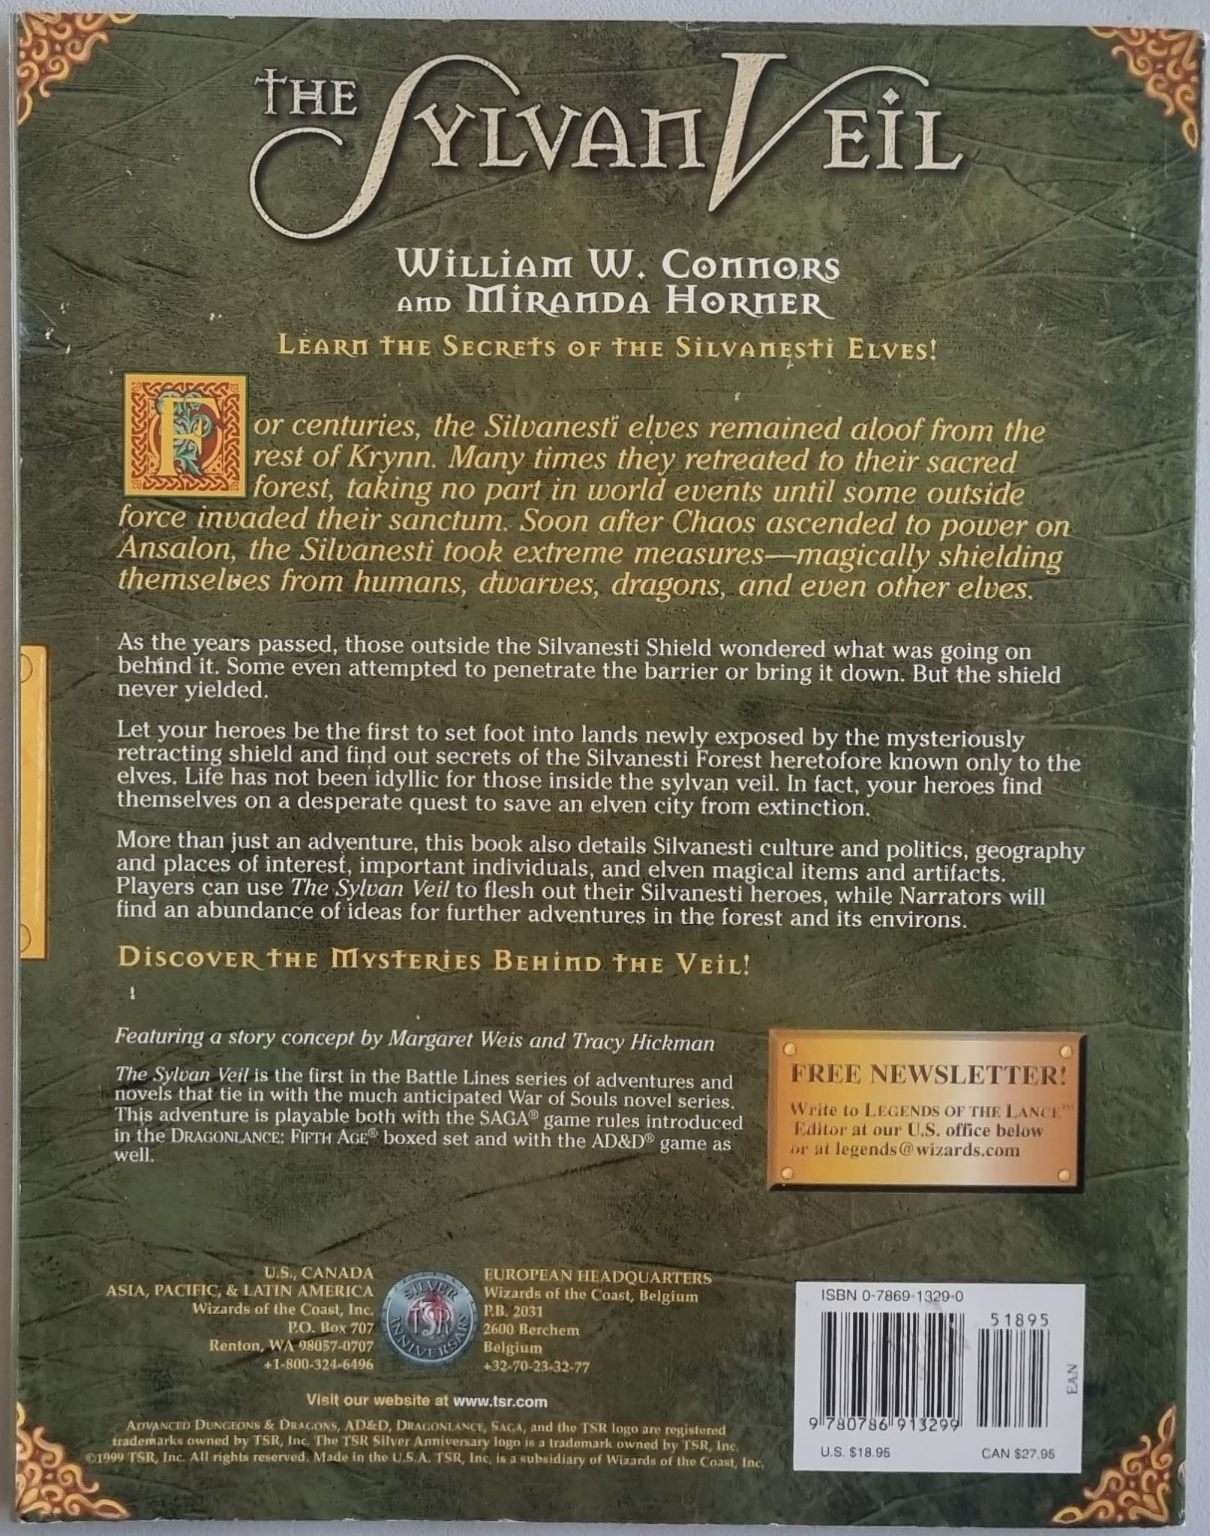 THE SYLVAN VEIL
WILLIAM W. CONNORS
AND MIRANDA HORNER
LEARN THE SECRETS OF THE SILVANESTI ELVES!
For centuries, the Silvanesti elves remained aloof from the
rest of Krynn. Many times they retreated to their sacred
forest, taking no part in world events until some outside
force invaded their sanctum. Soon after Chaos ascended to power on
Ansalon, the Silvanesti took extreme measures—magically shielding
themselves from humans, dwarves, dragons, and even other elves.
As the years passed, those outside the Silvanesti Shield wondered what was going on
behind it. Some even attempted to penetrate the barrier or bring it down. But the shield
never yielded.
Let your heroes be the first to set foot into lands newly exposed by the mysteriously
retracting shield and find out secrets of the Silvanesti Forest heretofore known only to the
elves. Life has not been idyllic for those inside the sylvan veil. In fact, your heroes find
themselves on a desperate quest to save an elven city from extinction.
More than just an adventure, this book also details Silvanesti culture and politics, geography
and places of interest, important individuals, and elven magical items and artifacts.
Players can use The Sylvan Veil to flesh out their Silvanesti heroes, while Narrators will
find an abundance of ideas for further adventures in the forest and its environs.
DISCOVER THE MYSTERIES BEHIND THE VEIL!
Featuring a story concept by Margaret Weis and Tracy Hickman
The Sylvan Veil is the first in the Battle Lines series of adventures and
novels that tie in with the much anticipated War of Souls novel series.
This adventure is playable both with the SAGA® game rules introduced
in the DRAGONLANCE: FIFTH AGE® boxed set and with the AD&D® game as
well.
FREE NEWSLETTER!
Write to LEGENDS OF THE LANCE™
Editor at our U.S. office below
or at legends@wizards.com
U.S., CANADA
ASIA, PACIFIC, & LATIN AMERICA
Wizards of the Coast, Inc.
P.O. Box 707
Renton, WA 98057-0707
+1-800-324-6496
SILVER
TSR
ANNIVERSARY
EUROPEAN HEADQUARTERS
Wizards of the Coast, Belgium
P.B. 2031
2600 Berchem
Belgium
+32-70-23-32-77
Visit our website at www.tsr.com
ADVANCED DUNGEONS & DRAGONS, AD&D, DRAGONLANCE, SAGA, and the TSR logo are registered
trademarks owned by TSR, Inc. The TSR Silver Anniversary logo is a trademark owned by TSR, Inc.
©1999 TSR, Inc. All rights reserved. Made in the U.S.A. TSR, Inc. is a subsidiary of Wizards of the Coast, Inc.
ISBN 0-7869-1329-0
51895
EAN
9 780786 913299
U.S. $18.95
CAN $27.95